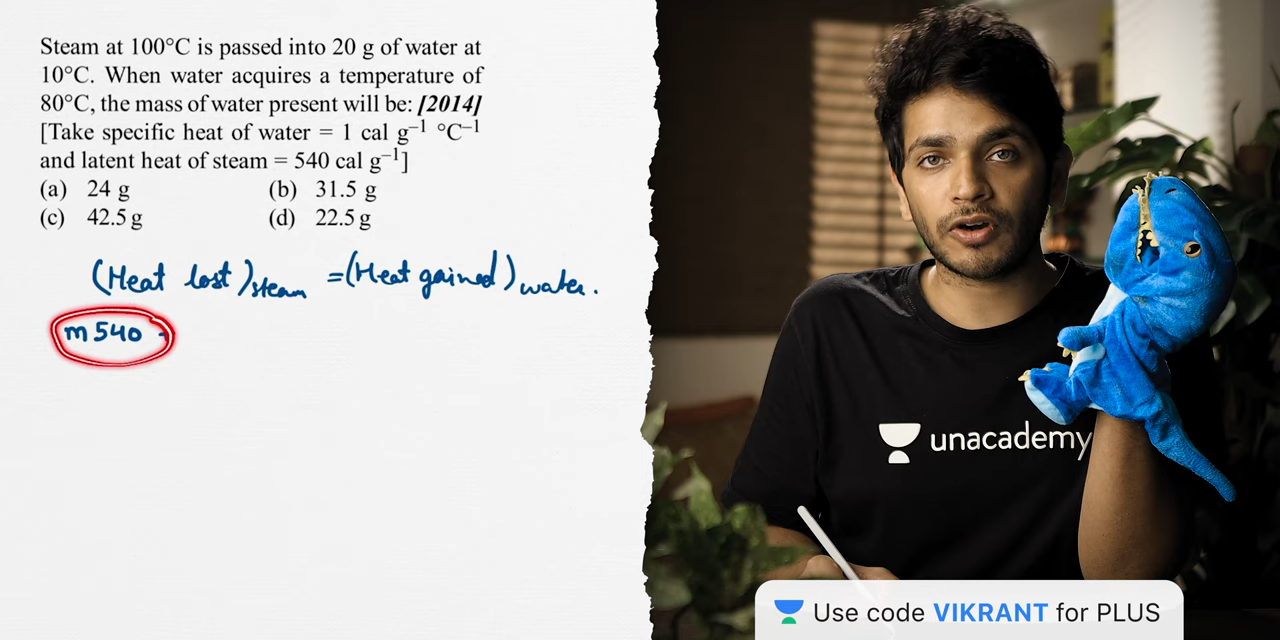 Steam at 100°C is passed into 20 g of water at
10°C. When water acquires a temperature of
80°C, the mass of water present will be: [2014]
[Take specific heat of water = 1 cal g⁻¹ °C⁻¹
and latent heat of steam = 540 cal g⁻¹]
(a) 24 g (b) 31.5 g
(c) 42.5 g (d) 22.5 g
(Heat lost)steam = (Heat gained)water.
m 540
unacademy
Use code VIKRANT for PLUS